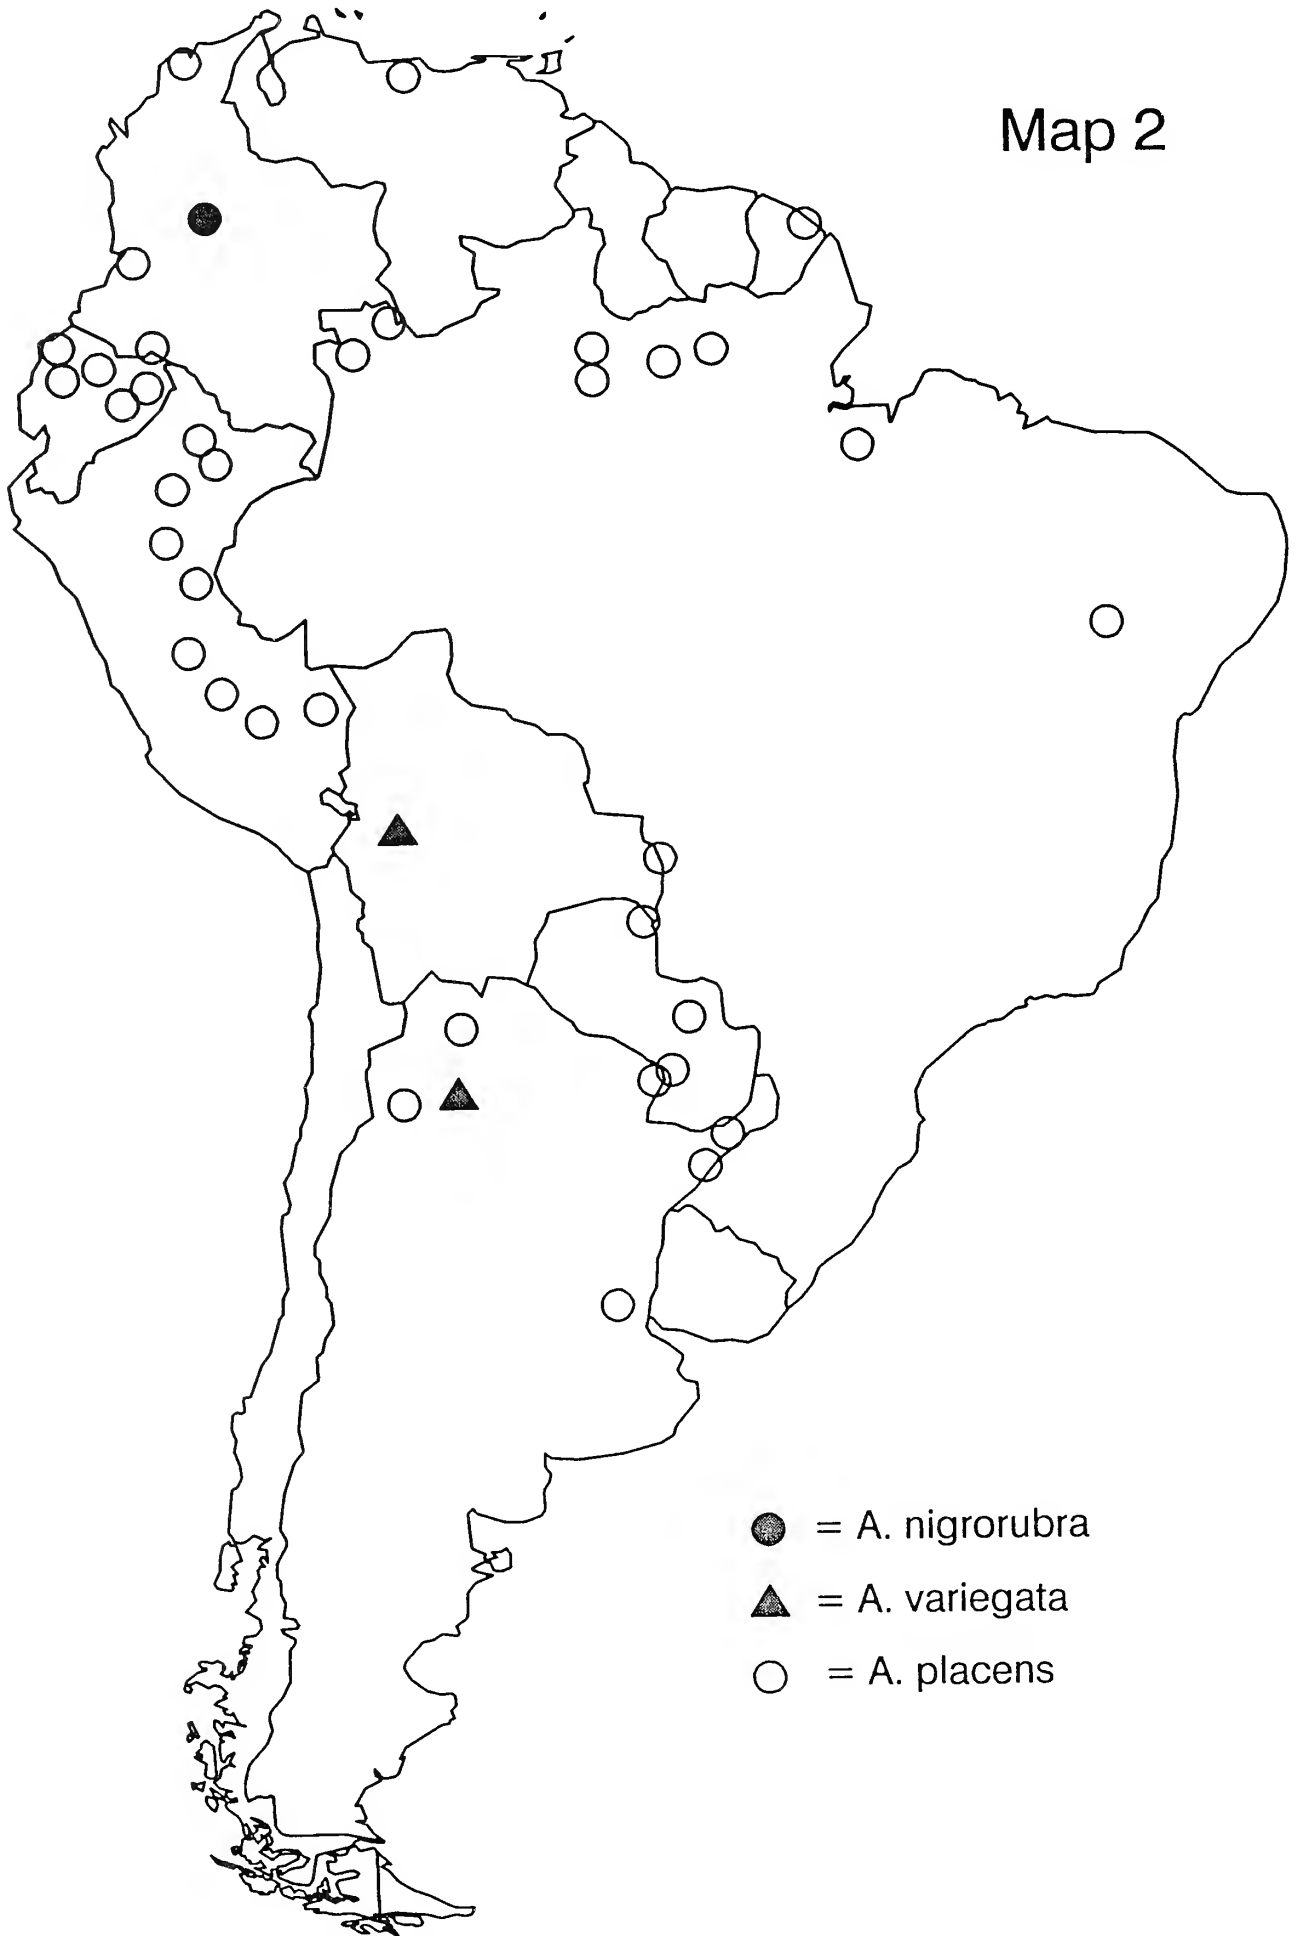 Map 2
= A. nigrorubra
= A. variegata
= A. placens